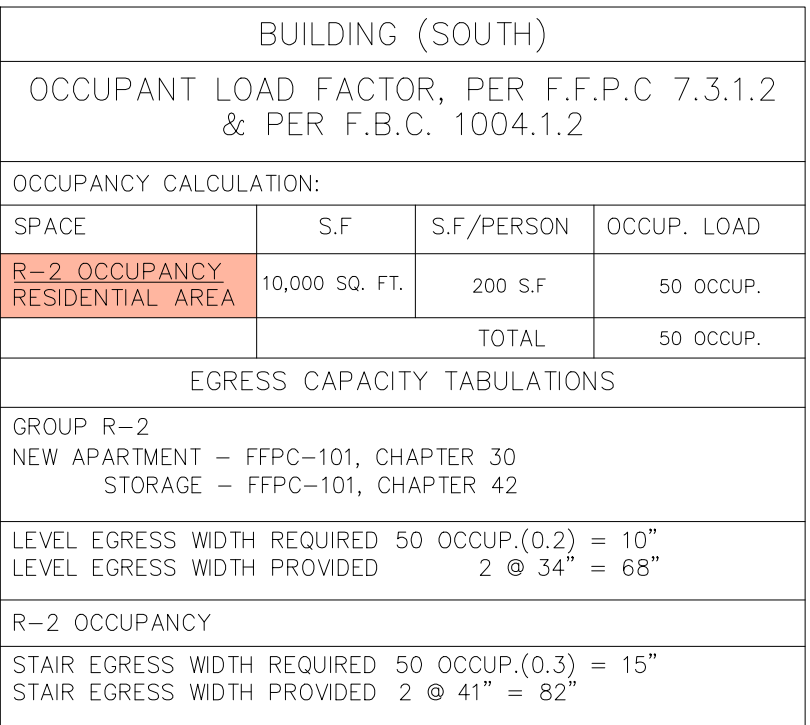 BUILDING (SOUTH)
OCCUPANT LOAD FACTOR, PER F.F.P.C 7.3.1.2
& PER F.B.C. 1004.1.2
OCCUPANCY CALCULATION:
SPACE S.F S.F/PERSON OCCUP. LOAD
R-2 OCCUPANCY
RESIDENTIAL AREA 10,000 SQ. FT. 200 S.F 50 OCCUP.
TOTAL 50 OCCUP.
EGRESS CAPACITY TABULATIONS
GROUP R-2
NEW APARTMENT - FFPC-101, CHAPTER 30
STORAGE - FFPC-101, CHAPTER 42
LEVEL EGRESS WIDTH REQUIRED 50 OCCUP.(0.2) = 10"
LEVEL EGRESS WIDTH PROVIDED 2 @ 34" = 68"
R-2 OCCUPANCY
STAIR EGRESS WIDTH REQUIRED 50 OCCUP.(0.3) = 15"
STAIR EGRESS WIDTH PROVIDED 2 @ 41" = 82"